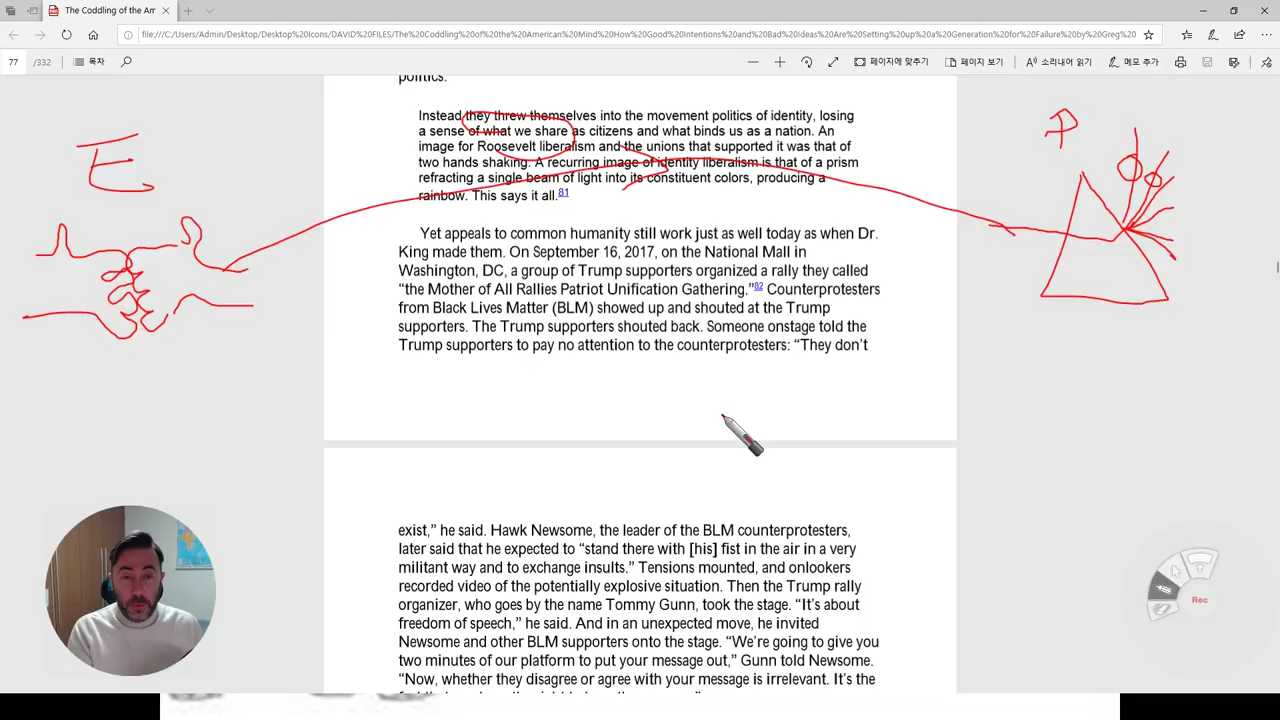 The Coddling of the Am
file:///C:/Users/Admin/Desktop/Desktop%20Icons/DAVID%20FILES/The%20Coddling%20of%20the%20American%20Mind%20How%20Good%20Intentions%20and%20Bad%20Ideas%20Are%20Setting%20up%20a%20Generation%20for%20Failure%20by%20Greg%20
77 /332 목차 페이지에 맞추기 페이지 보기 소리내어 읽기 메모 추가
politics.
Instead they threw themselves into the movement politics of identity, losing
a sense of what we share as citizens and what binds us as a nation. An
image for Roosevelt liberalism and the unions that supported it was that of
two hands shaking. A recurring image of identity liberalism is that of a prism
refracting a single beam of light into its constituent colors, producing a
rainbow. This says it all.81
E
P
Yet appeals to common humanity still work just as well today as when Dr.
King made them. On September 16, 2017, on the National Mall in
Washington, DC, a group of Trump supporters organized a rally they called
“the Mother of All Rallies Patriot Unification Gathering.”82 Counterprotesters
from Black Lives Matter (BLM) showed up and shouted at the Trump
supporters. The Trump supporters shouted back. Someone onstage told the
Trump supporters to pay no attention to the counterprotesters: “They don’t
exist,” he said. Hawk Newsome, the leader of the BLM counterprotesters,
later said that he expected to “stand there with [his] fist in the air in a very
militant way and to exchange insults.” Tensions mounted, and onlookers
recorded video of the potentially explosive situation. Then the Trump rally
organizer, who goes by the name Tommy Gunn, took the stage. “It’s about
freedom of speech,” he said. And in an unexpected move, he invited
Newsome and other BLM supporters onto the stage. “We’re going to give you
two minutes of our platform to put your message out,” Gunn told Newsome.
“Now, whether they disagree or agree with your message is irrelevant. It’s the
Rec